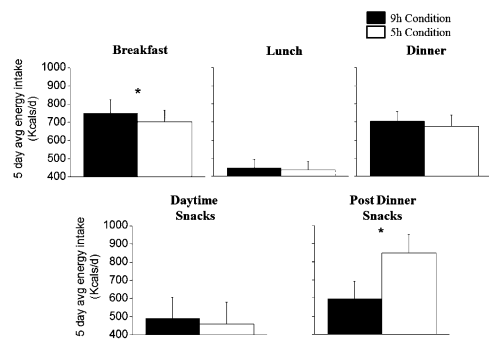 9h Condition
5h Condition
Breakfast
Lunch
Dinner
5 day avg energy intake
(Kcals/d)
1000
900
800
700
600
500
400
*
Daytime
Snacks
Post Dinner
Snacks
5 day avg energy intake
(Kcals/d)
1000
900
800
700
600
500
400
*